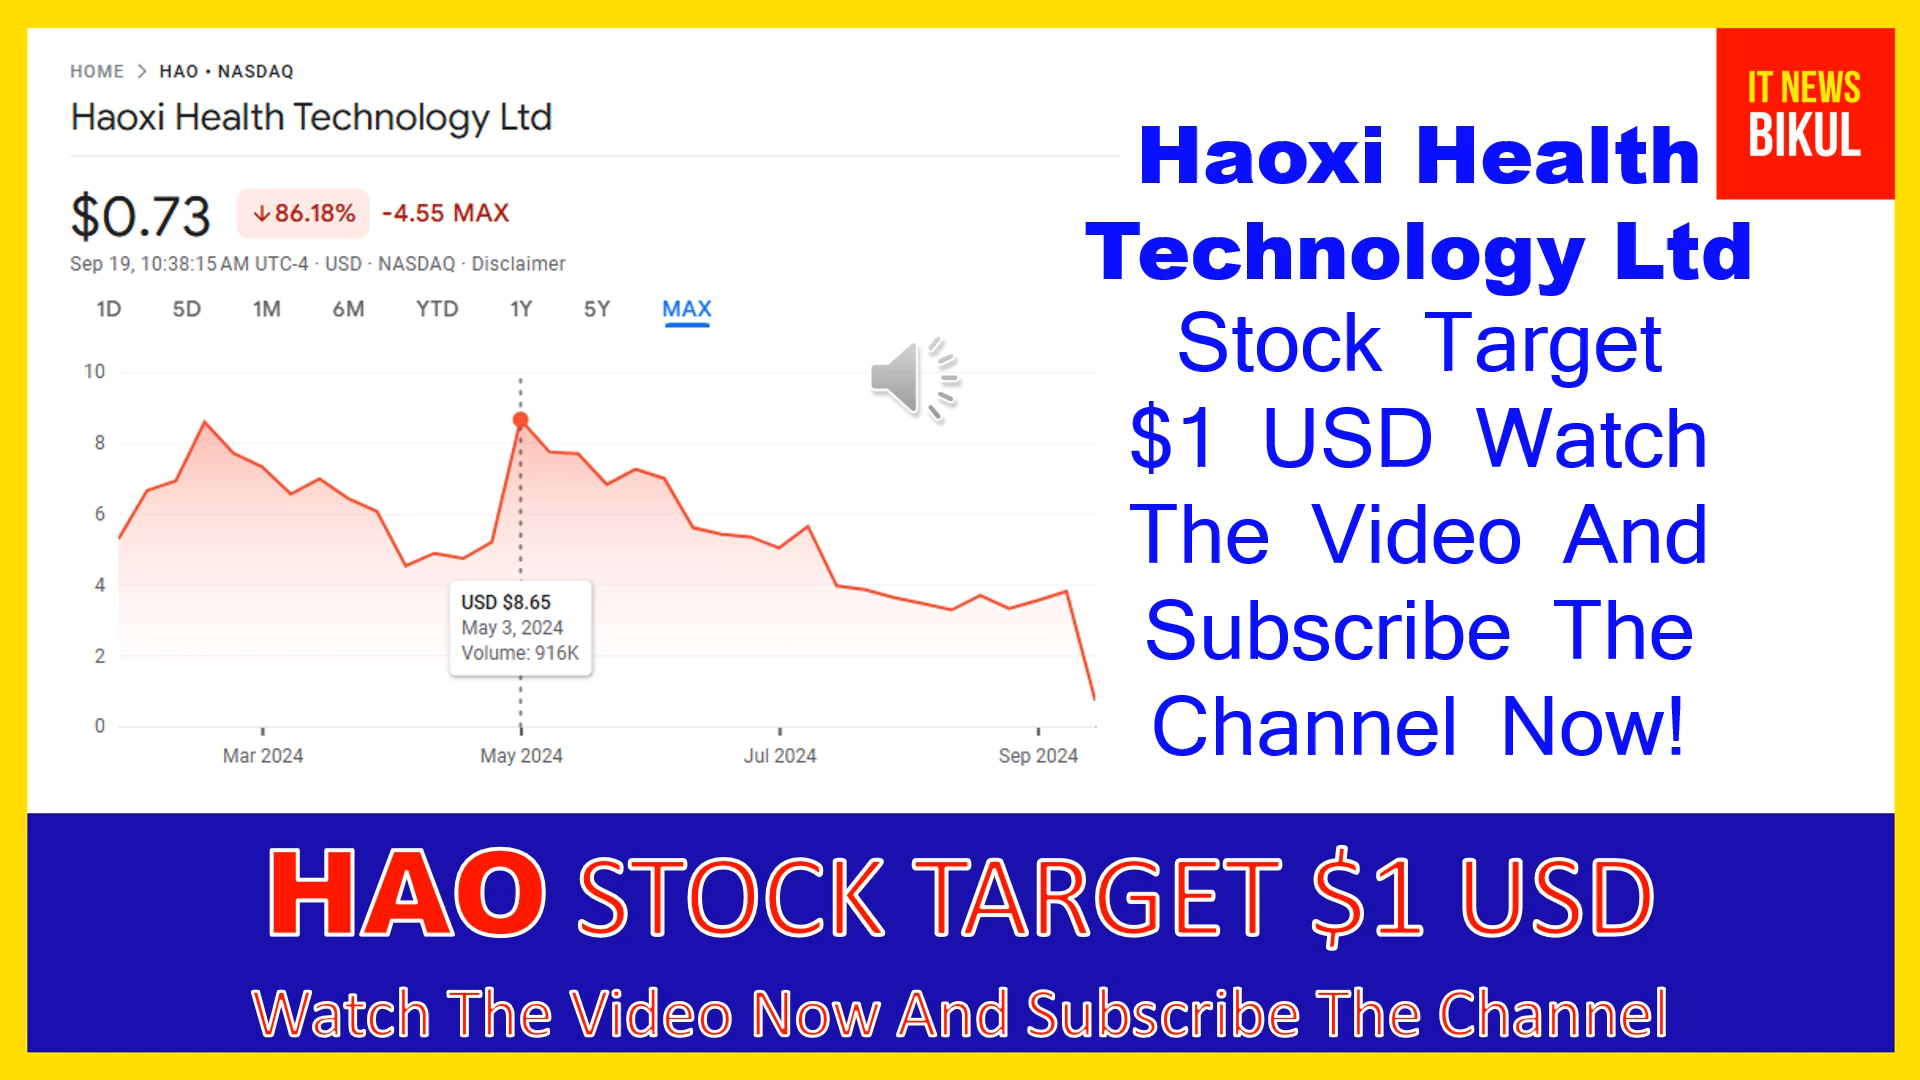 HOME > HAO • NASDAQ
Haoxi Health Technology Ltd
$0.73 ↓86.18% -4.55 MAX
Sep 19, 10:38:15 AM UTC-4 · USD · NASDAQ · Disclaimer
1D 5D 1M 6M YTD 1Y 5Y MAX
10
8
6
4
2
0
USD $8.65
May 3, 2024
Volume: 916K
Mar 2024 May 2024 Jul 2024 Sep 2024
IT NEWS
BIKUL
Haoxi Health
Technology Ltd
Stock Target
$1 USD Watch
The Video And
Subscribe The
Channel Now!
HAO STOCK TARGET $1 USD
Watch The Video Now And Subscribe The Channel